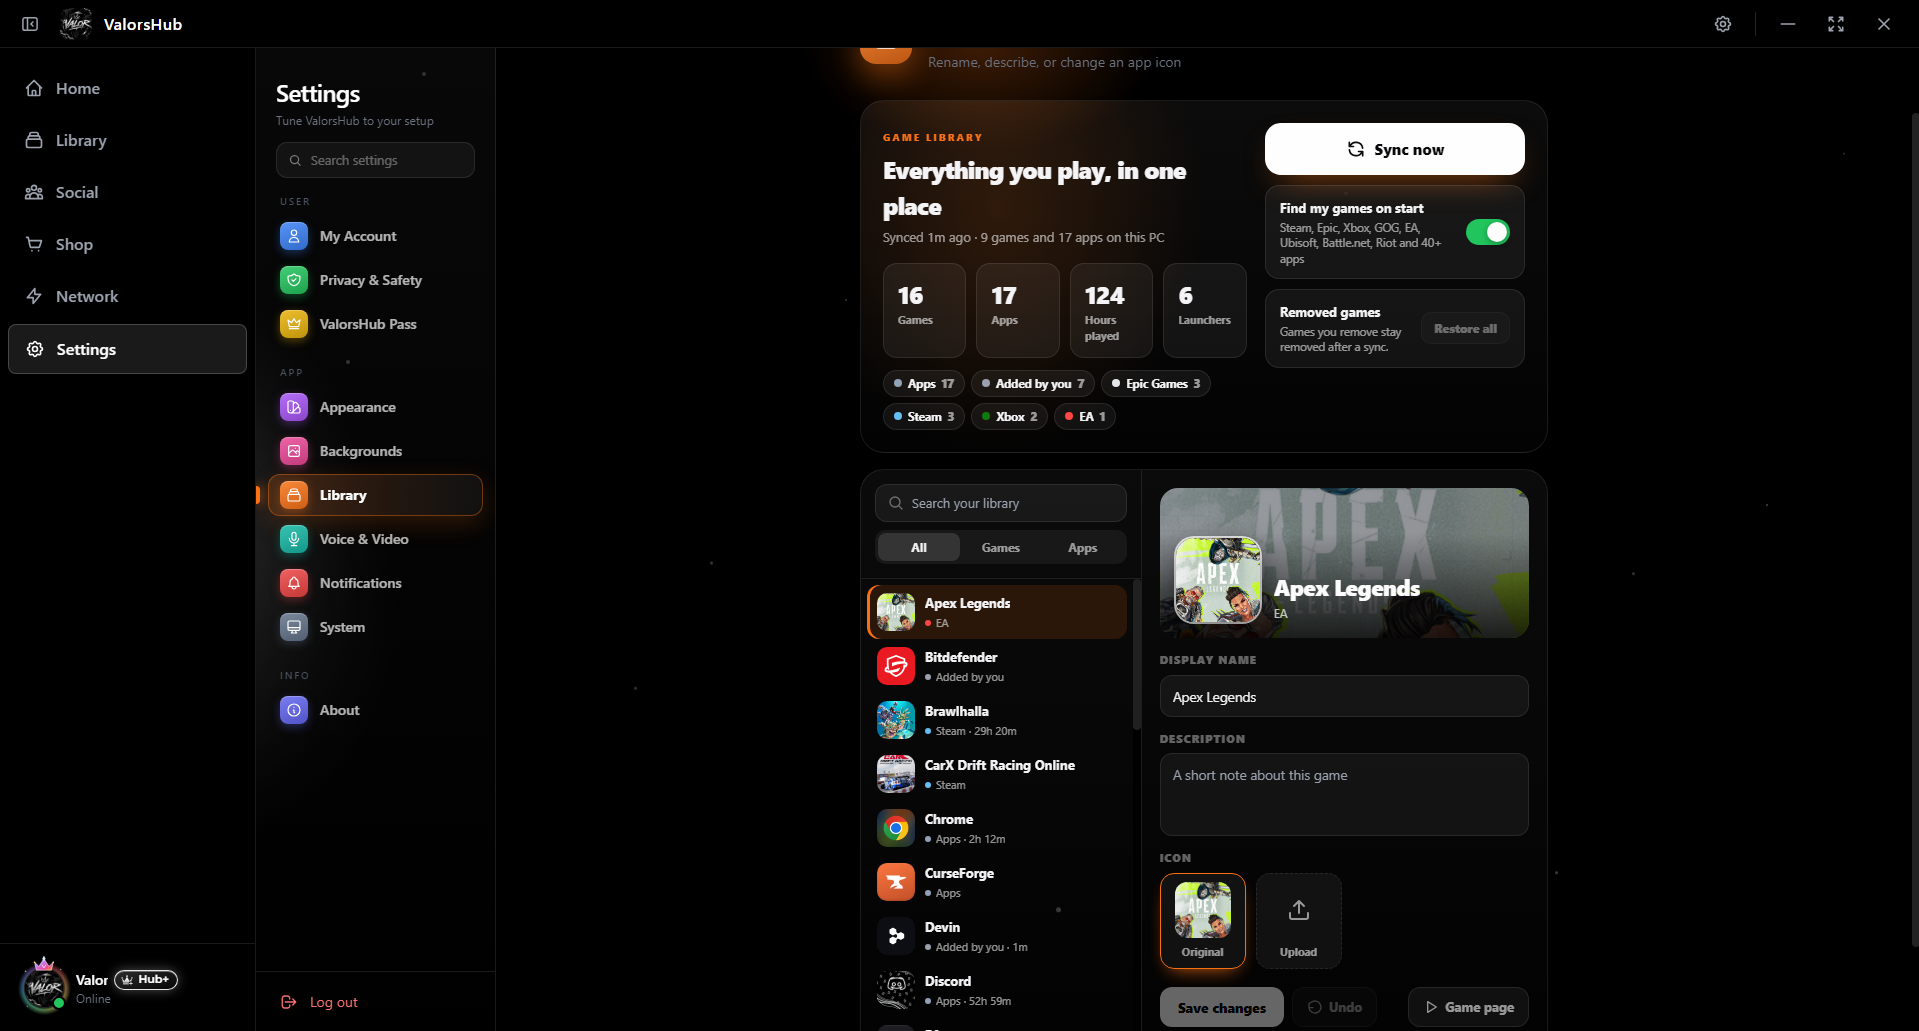 ValorsHub
Home
Library
Social
Shop
Network
Settings
Valor
Hub+
Online
Settings
Tune ValorsHub to your setup
Search settings
USER
My Account
Privacy & Safety
ValorsHub Pass
APP
Appearance
Backgrounds
Library
Voice & Video
Notifications
System
INFO
About
Log out
Rename, describe, or change an app icon
GAME LIBRARY
Everything you play, in one
place
Synced 1m ago · 9 games and 17 apps on this PC
16
Games
17
Apps
124
Hours
played
6
Launchers
Apps 17
Added by you 7
Epic Games 3
Steam 3
Xbox 2
EA 1
Sync now
Find my games on start
Steam, Epic, Xbox, GOG, EA,
Ubisoft, Battle.net, Riot and 40+
apps
Removed games
Games you remove stay
removed after a sync.
Restore all
Search your library
All
Games
Apps
Apex Legends
EA
Bitdefender
Added by you
Brawlhalla
Steam · 29h 20m
CarX Drift Racing Online
Steam
Chrome
Apps · 2h 12m
CurseForge
Apps
Devin
Added by you · 1m
Discord
Apps · 52h 59m
APEX
LEGEND
APEX
Apex Legends
EA
DISPLAY NAME
Apex Legends
DESCRIPTION
A short note about this game
ICON
APEX
Original
Upload
Save changes
Undo
Game page